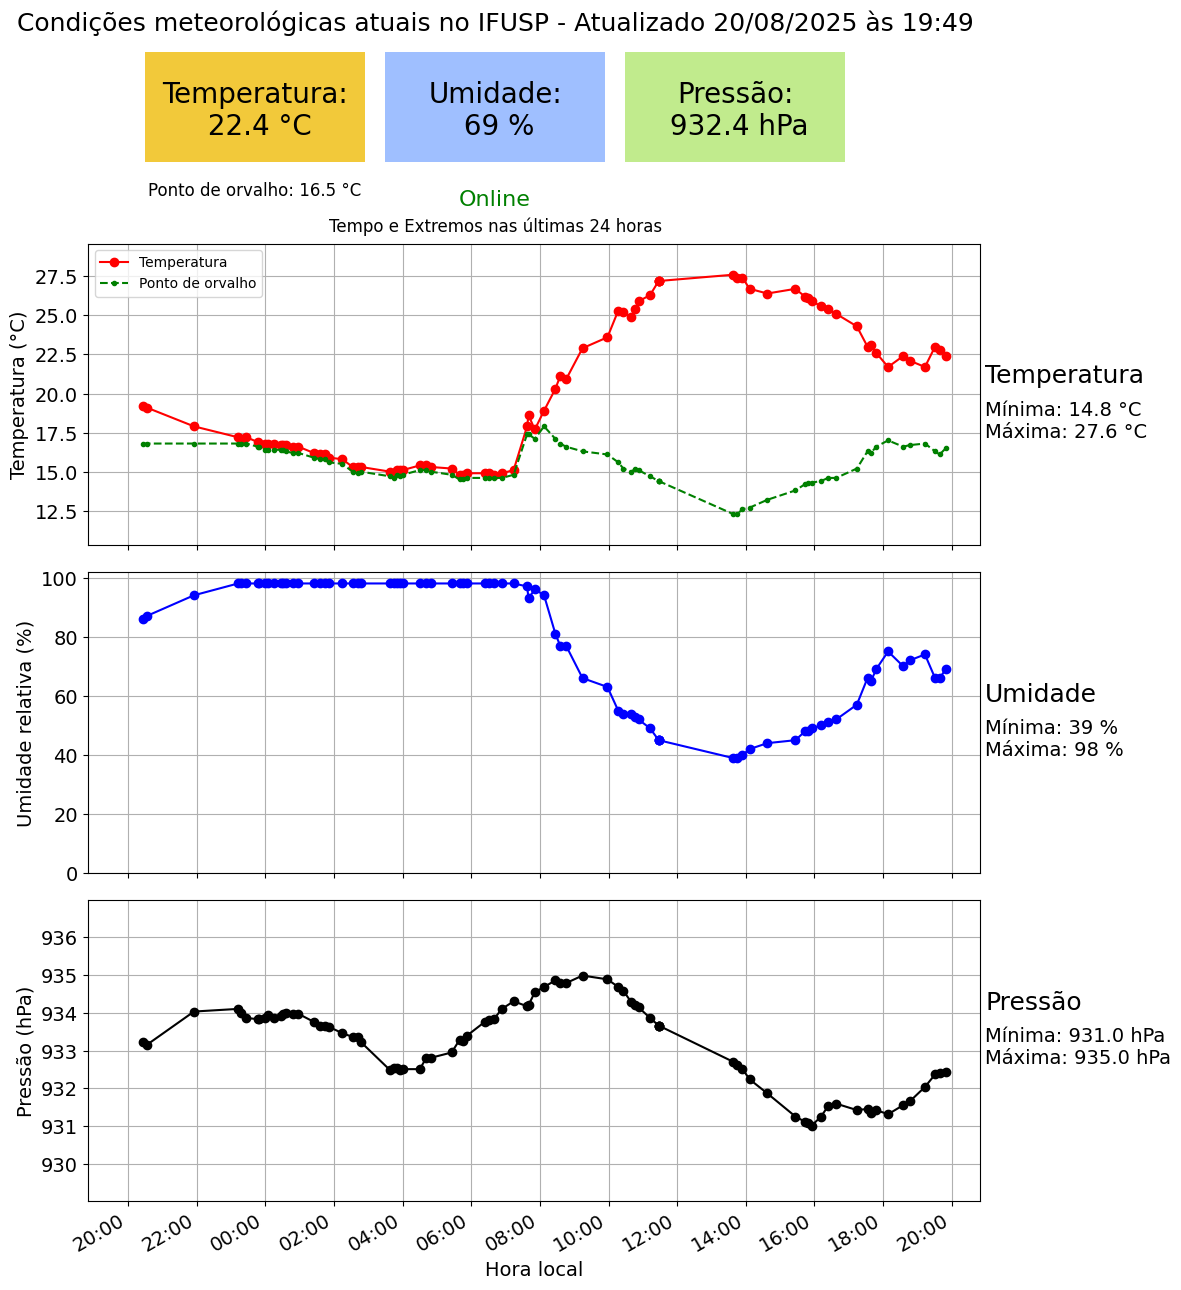 Condições meteorológicas atuais no IFUSP - Atualizado 20/08/2025 às 19:49
Temperatura:
22.4 °C
Umidade:
69 %
Pressão:
932.4 hPa
Ponto de orvalho: 16.5 °C
Online
Tempo e Extremos nas últimas 24 horas
Temperatura
Ponto de orvalho
Temperatura (°C)
27.5
25.0
22.5
20.0
17.5
15.0
12.5
Temperatura
Mínima: 14.8 °C
Máxima: 27.6 °C
Umidade relativa (%)
100
80
60
40
20
0
Umidade
Mínima: 39 %
Máxima: 98 %
Pressão (hPa)
936
935
934
933
932
931
930
Pressão
Mínima: 931.0 hPa
Máxima: 935.0 hPa
20:00 22:00 00:00 02:00 04:00 06:00 08:00 10:00 12:00 14:00 16:00 18:00 20:00
Hora local